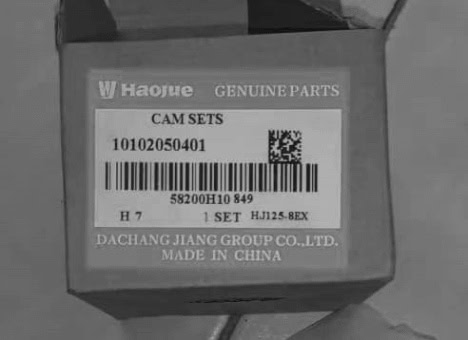 Haojue GENUINE PARTS
CAM SETS
10102050401
58200H10 849
H 7 1 SET HJ125-8EX
DACHANG JIANG GROUP CO.,LTD.
MADE IN CHINA